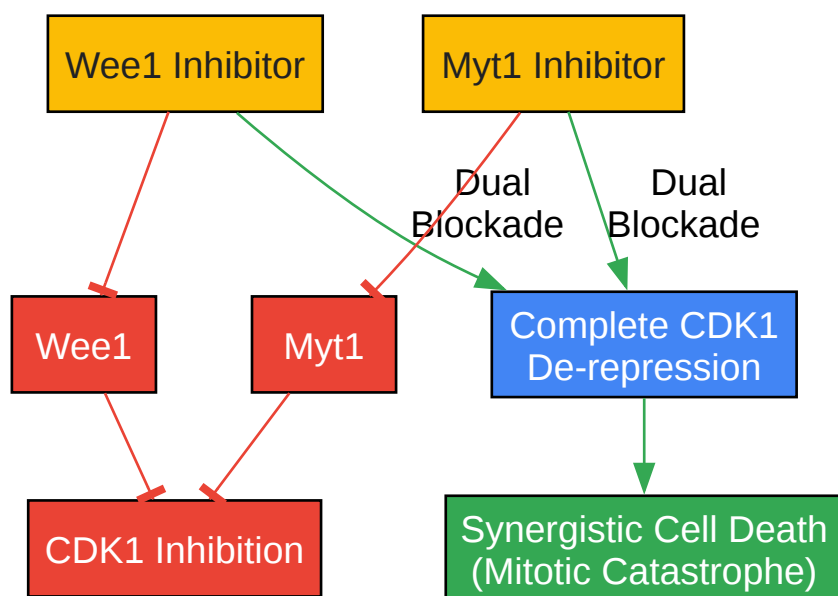 Wee1 Inhibitor
Myt1 Inhibitor
Dual
Blockade
Dual
Blockade
Wee1
Myt1
Complete CDK1
De-repression
CDK1 Inhibition
Synergistic Cell Death
(Mitotic Catastrophe)